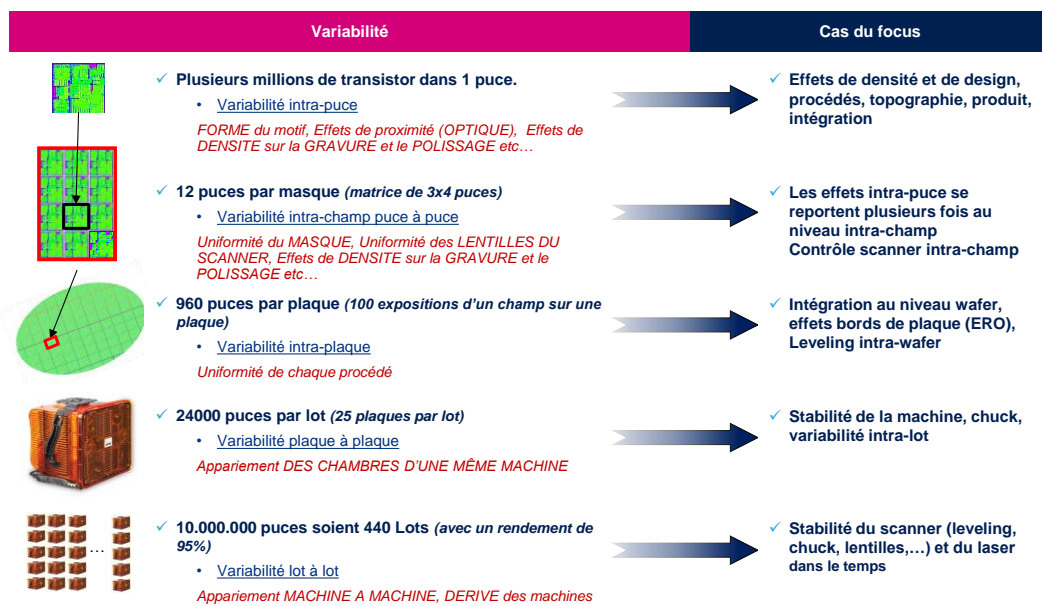 Variabilité
Cas du focus
✓ Plusieurs millions de transistor dans 1 puce.
• Variabilité intra-puce
FORME du motif, Effets de proximité (OPTIQUE), Effets de
DENSITE sur la GRAVURE et le POLISSAGE etc…
✓ Effets de densité et de design,
procédés, topographie, produit,
intégration
✓ 12 puces par masque (matrice de 3x4 puces)
• Variabilité intra-champ puce à puce
Uniformité du MASQUE, Uniformité des LENTILLES DU
SCANNER, Effets de DENSITE sur la GRAVURE et le
POLISSAGE etc…
✓ Les effets intra-puce se
reportent plusieurs fois au
niveau intra-champ
Contrôle scanner intra-champ
✓ 960 puces par plaque (100 expositions d'un champ sur une
plaque)
• Variabilité intra-plaque
Uniformité de chaque procédé
✓ Intégration au niveau wafer,
effets bords de plaque (ERO),
Leveling intra-wafer
✓ 24000 puces par lot (25 plaques par lot)
• Variabilité plaque à plaque
Appariement DES CHAMBRES D'UNE MÊME MACHINE
✓ Stabilité de la machine, chuck,
variabilité intra-lot
...
✓ 10.000.000 puces soient 440 Lots (avec un rendement de
95%)
• Variabilité lot à lot
Appariement MACHINE A MACHINE, DERIVE des machines
✓ Stabilité du scanner (leveling,
chuck, lentilles,…) et du laser
dans le temps